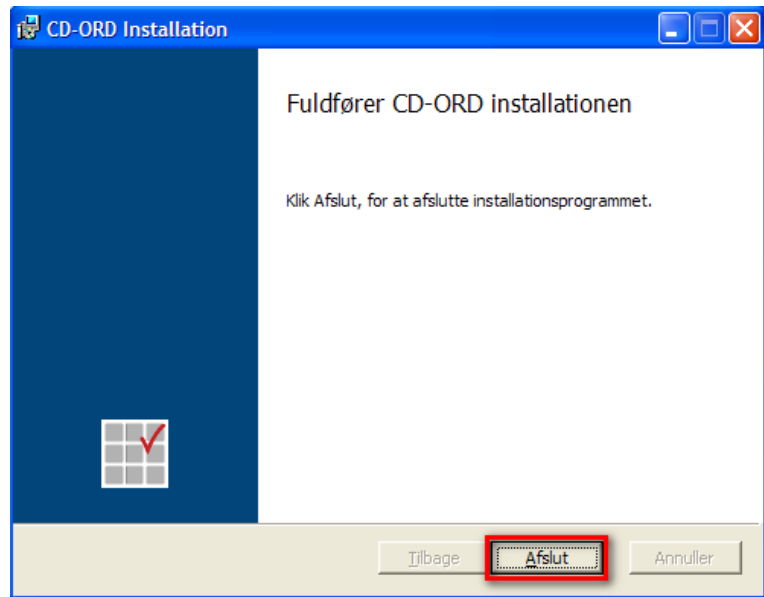 CD-ORD Installation
Fuldfører CD-ORD installationen
Klik Afslut, for at afslutte installationsprogrammet.
Tilbage
Afslut
Annuller